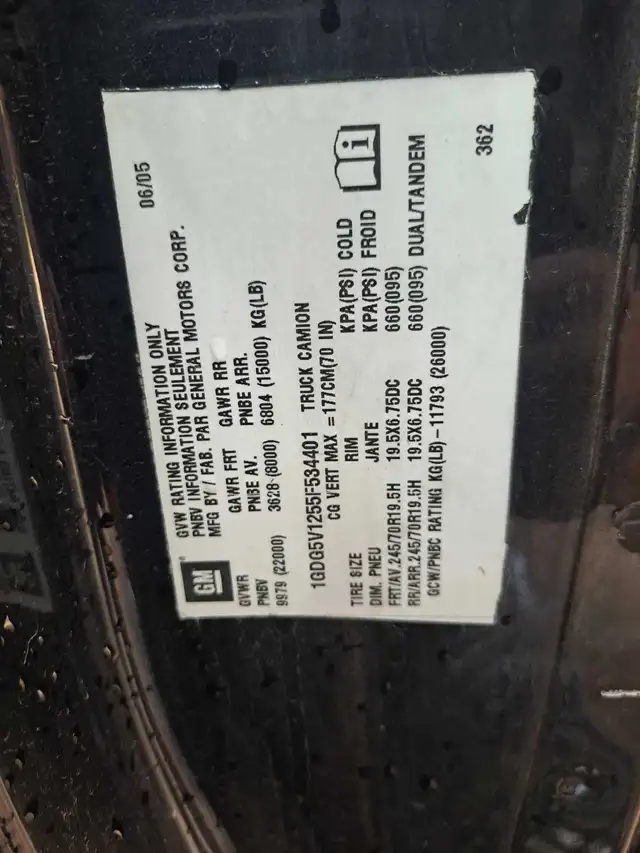 GM
GVW RATING INFORMATION ONLY 06/05
PNBV INFORMATION SEULEMENT
MFG BY / FAB. PAR GENERAL MOTORS CORP.
GVWR GAWR FRT GAWR RR
PNBV PNBE AV. PNBE ARR.
9979 (22000) 3628 (8000) 6804 (15000) KG(LB)
1GDG5V1255F534401 TRUCK CAMION
CG VERT MAX =177CM(70 IN)
TIRE SIZE RIM KPA(PSI) COLD
DIM. PNEU JANTE KPA(PSI) FROID
FRT/AV.245/70R19.5H 19.5X6.75DC 660(095)
RR/ARR.245/70R19.5H 19.5X6.75DC 660(095) DUAL/TANDEM
GCW/PNBC RATING KG(LB)-11793 (26000)
362